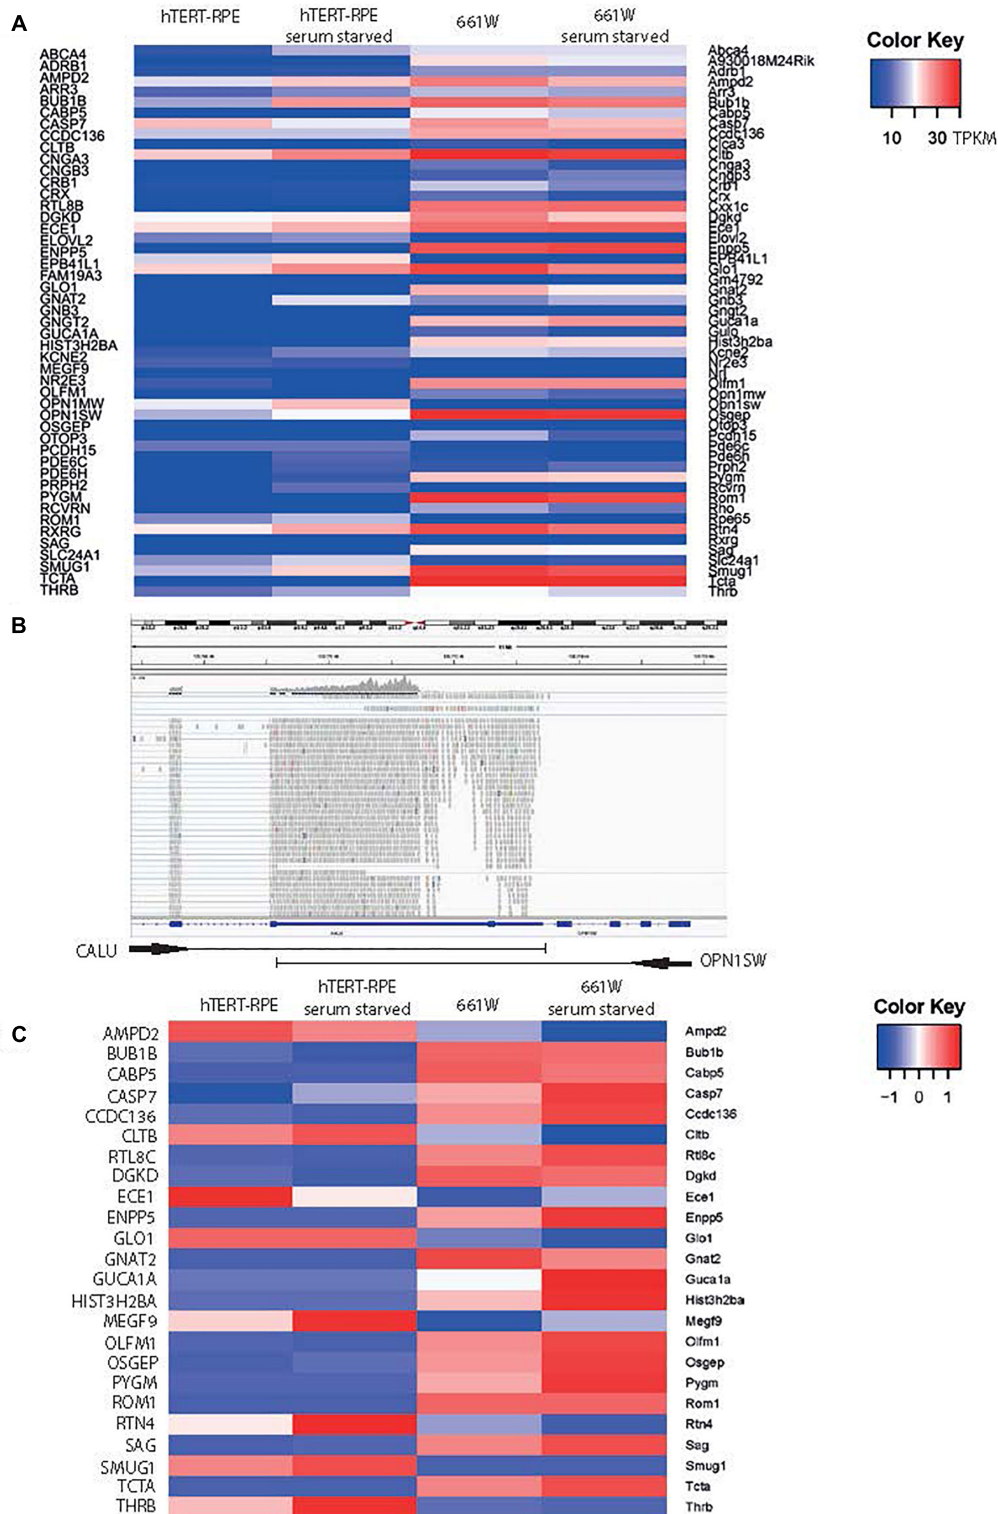 A
hTERT-RPE
hTERT-RPE
serum starved
661W
661W
serum starved
Color Key
10 30 TPKM
ABCA4
ADRB1
AMPD2
ARR3
BUB1B
CABP5
CASP7
CCDC136
CLTB
CNGA3
CNGB3
CRB1
CRX
RTL8B
DGKD
ECE1
ELOVL2
ENPP5
EPB41L1
FAM19A3
GLO1
GNAT2
GNB3
GNGT2
GUCA1A
HIST3H2BA
KCNE2
MEGF9
NR2E3
OLFM1
OPN1MW
OPN1SW
OSGEP
OTOP3
PCDH15
PDE6C
PDE6H
PRPH2
PYGM
RCVRN
ROM1
RXRG
SAG
SLC24A1
SMUG1
TCTA
THRB
Abca4
A930018M24Rik
Adrb1
Ampd2
Arr3
Bub1b
Cabp5
Casp7
Ccdc136
Clca3
Cltb
Cnga3
Cngb3
Crb1
Crx
Cxx1c
Dgkd
Ece1
Elovl2
Enpp5
EPB41L1
Glo1
Gm4792
Gnat2
Gnb3
Gngt2
Guca1a
Gulo
Hist3h2ba
Kcne2
Nr2e3
Nrl
Olfm1
Opn1mw
Opn1sw
Osgep
Otop3
Pcdh15
Pde6c
Pde6h
Prph2
Pygm
Rcvrn
Rom1
Rho
Rpe65
Rtn4
Rxrg
Sag
Slc24a1
Smug1
Tcta
Thrb
B
CALU
OPN1SW
C
hTERT-RPE
hTERT-RPE
serum starved
661W
661W
serum starved
Color Key
−1 0 1
AMPD2 Ampd2
BUB1B Bub1b
CABP5 Cabp5
CASP7 Casp7
CCDC136 Ccdc136
CLTB Cltb
RTL8C Rtl8c
DGKD Dgkd
ECE1 Ece1
ENPP5 Enpp5
GLO1 Glo1
GNAT2 Gnat2
GUCA1A Guca1a
HIST3H2BA Hist3h2ba
MEGF9 Megf9
OLFM1 Olfm1
OSGEP Osgep
PYGM Pygm
ROM1 Rom1
RTN4 Rtn4
SAG Sag
SMUG1 Smug1
TCTA Tcta
THRB Thrb